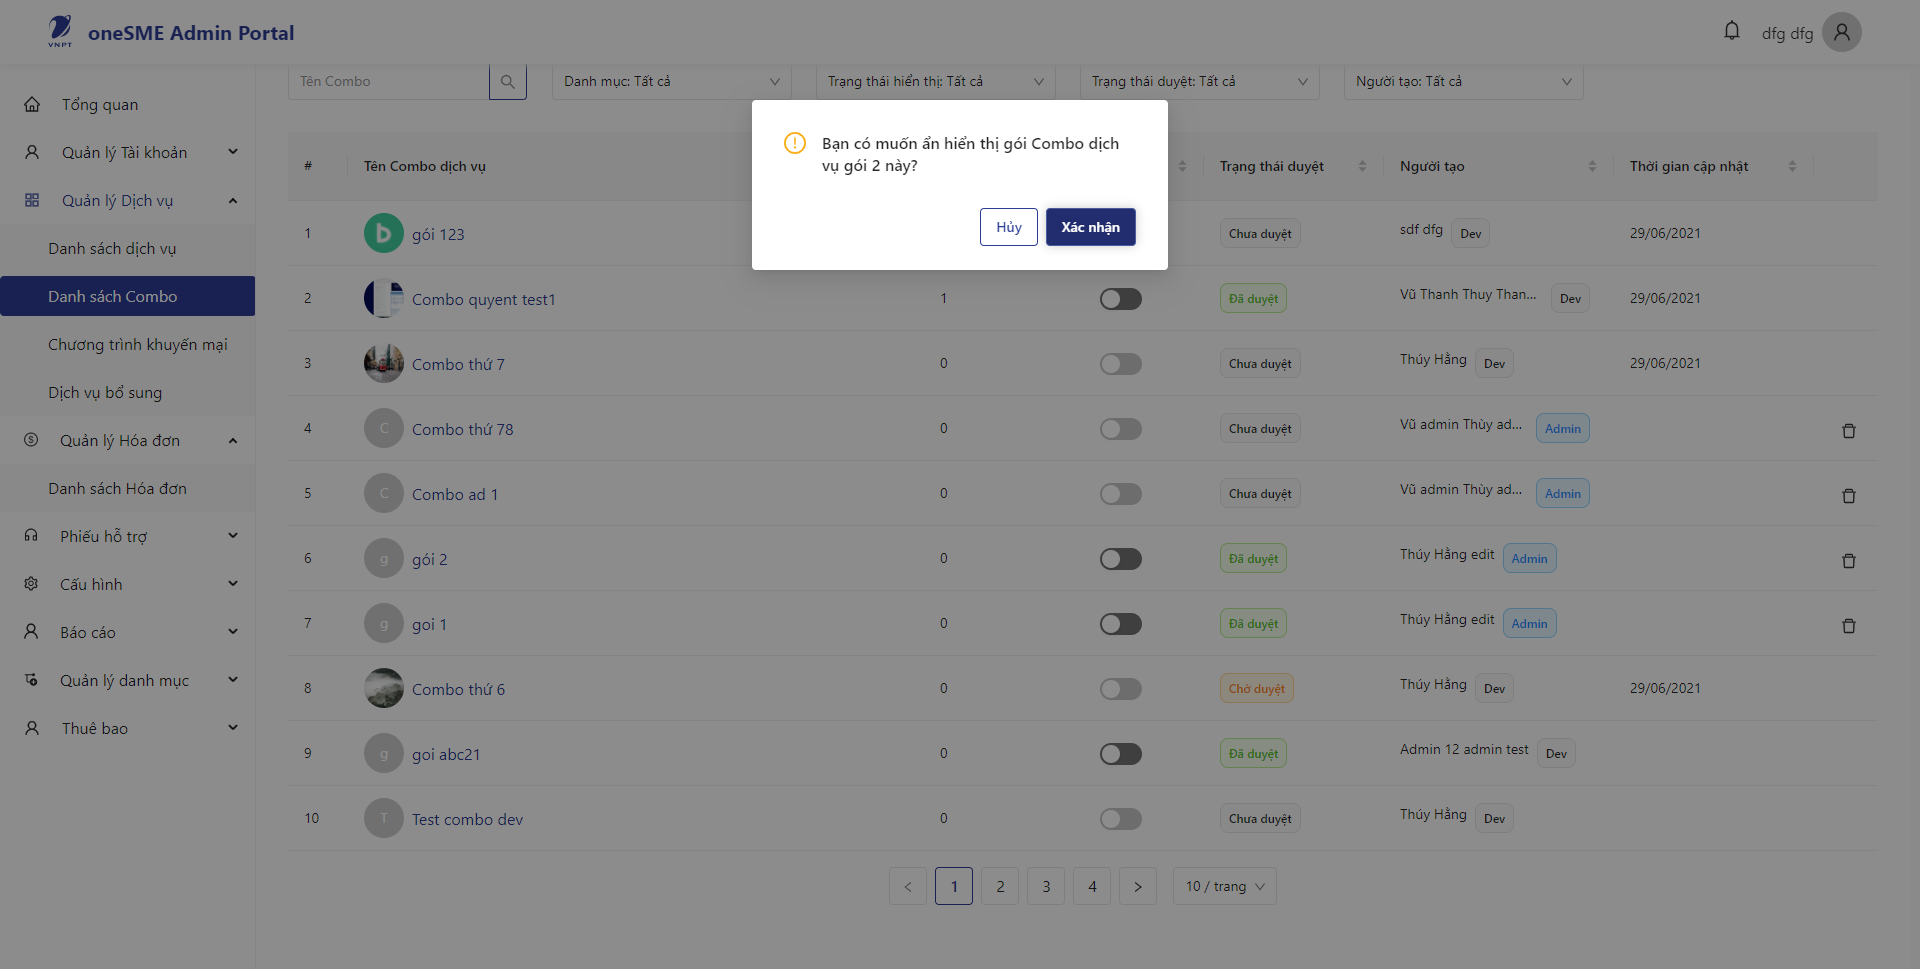 VNPT
oneSME Admin Portal
dfg dfg
Tên Combo
Danh mục: Tất cả
Trạng thái hiển thị: Tất cả
Trạng thái duyệt: Tất cả
Người tạo: Tất cả
Tổng quan
Quản lý Tài khoản
Quản lý Dịch vụ
Danh sách dịch vụ
Danh sách Combo
Chương trình khuyến mại
Dịch vụ bổ sung
Quản lý Hóa đơn
Danh sách Hóa đơn
Phiếu hỗ trợ
Cấu hình
Báo cáo
Quản lý danh mục
Thuê bao
Bạn có muốn ẩn hiển thị gói Combo dịch
vụ gói 2 này?
Hủy
Xác nhận
# Tên Combo dịch vụ Trạng thái duyệt Người tạo Thời gian cập nhật
1 b gói 123 Chưa duyệt sdf dfg Dev 29/06/2021
2 Combo quyent test1 1 Đã duyệt Vũ Thanh Thuy Than... Dev 29/06/2021
3 Combo thứ 7 0 Chưa duyệt Thúy Hằng Dev 29/06/2021
4 C Combo thứ 78 0 Chưa duyệt Vũ admin Thùy ad... Admin
5 C Combo ad 1 0 Chưa duyệt Vũ admin Thùy ad... Admin
6 g gói 2 0 Đã duyệt Thúy Hằng edit Admin
7 g goi 1 0 Đã duyệt Thúy Hằng edit Admin
8 Combo thứ 6 0 Chờ duyệt Thúy Hằng Dev 29/06/2021
9 g goi abc21 0 Đã duyệt Admin 12 admin test Dev
10 T Test combo dev 0 Chưa duyệt Thúy Hằng Dev
< 1 2 3 4 > 10 / trang